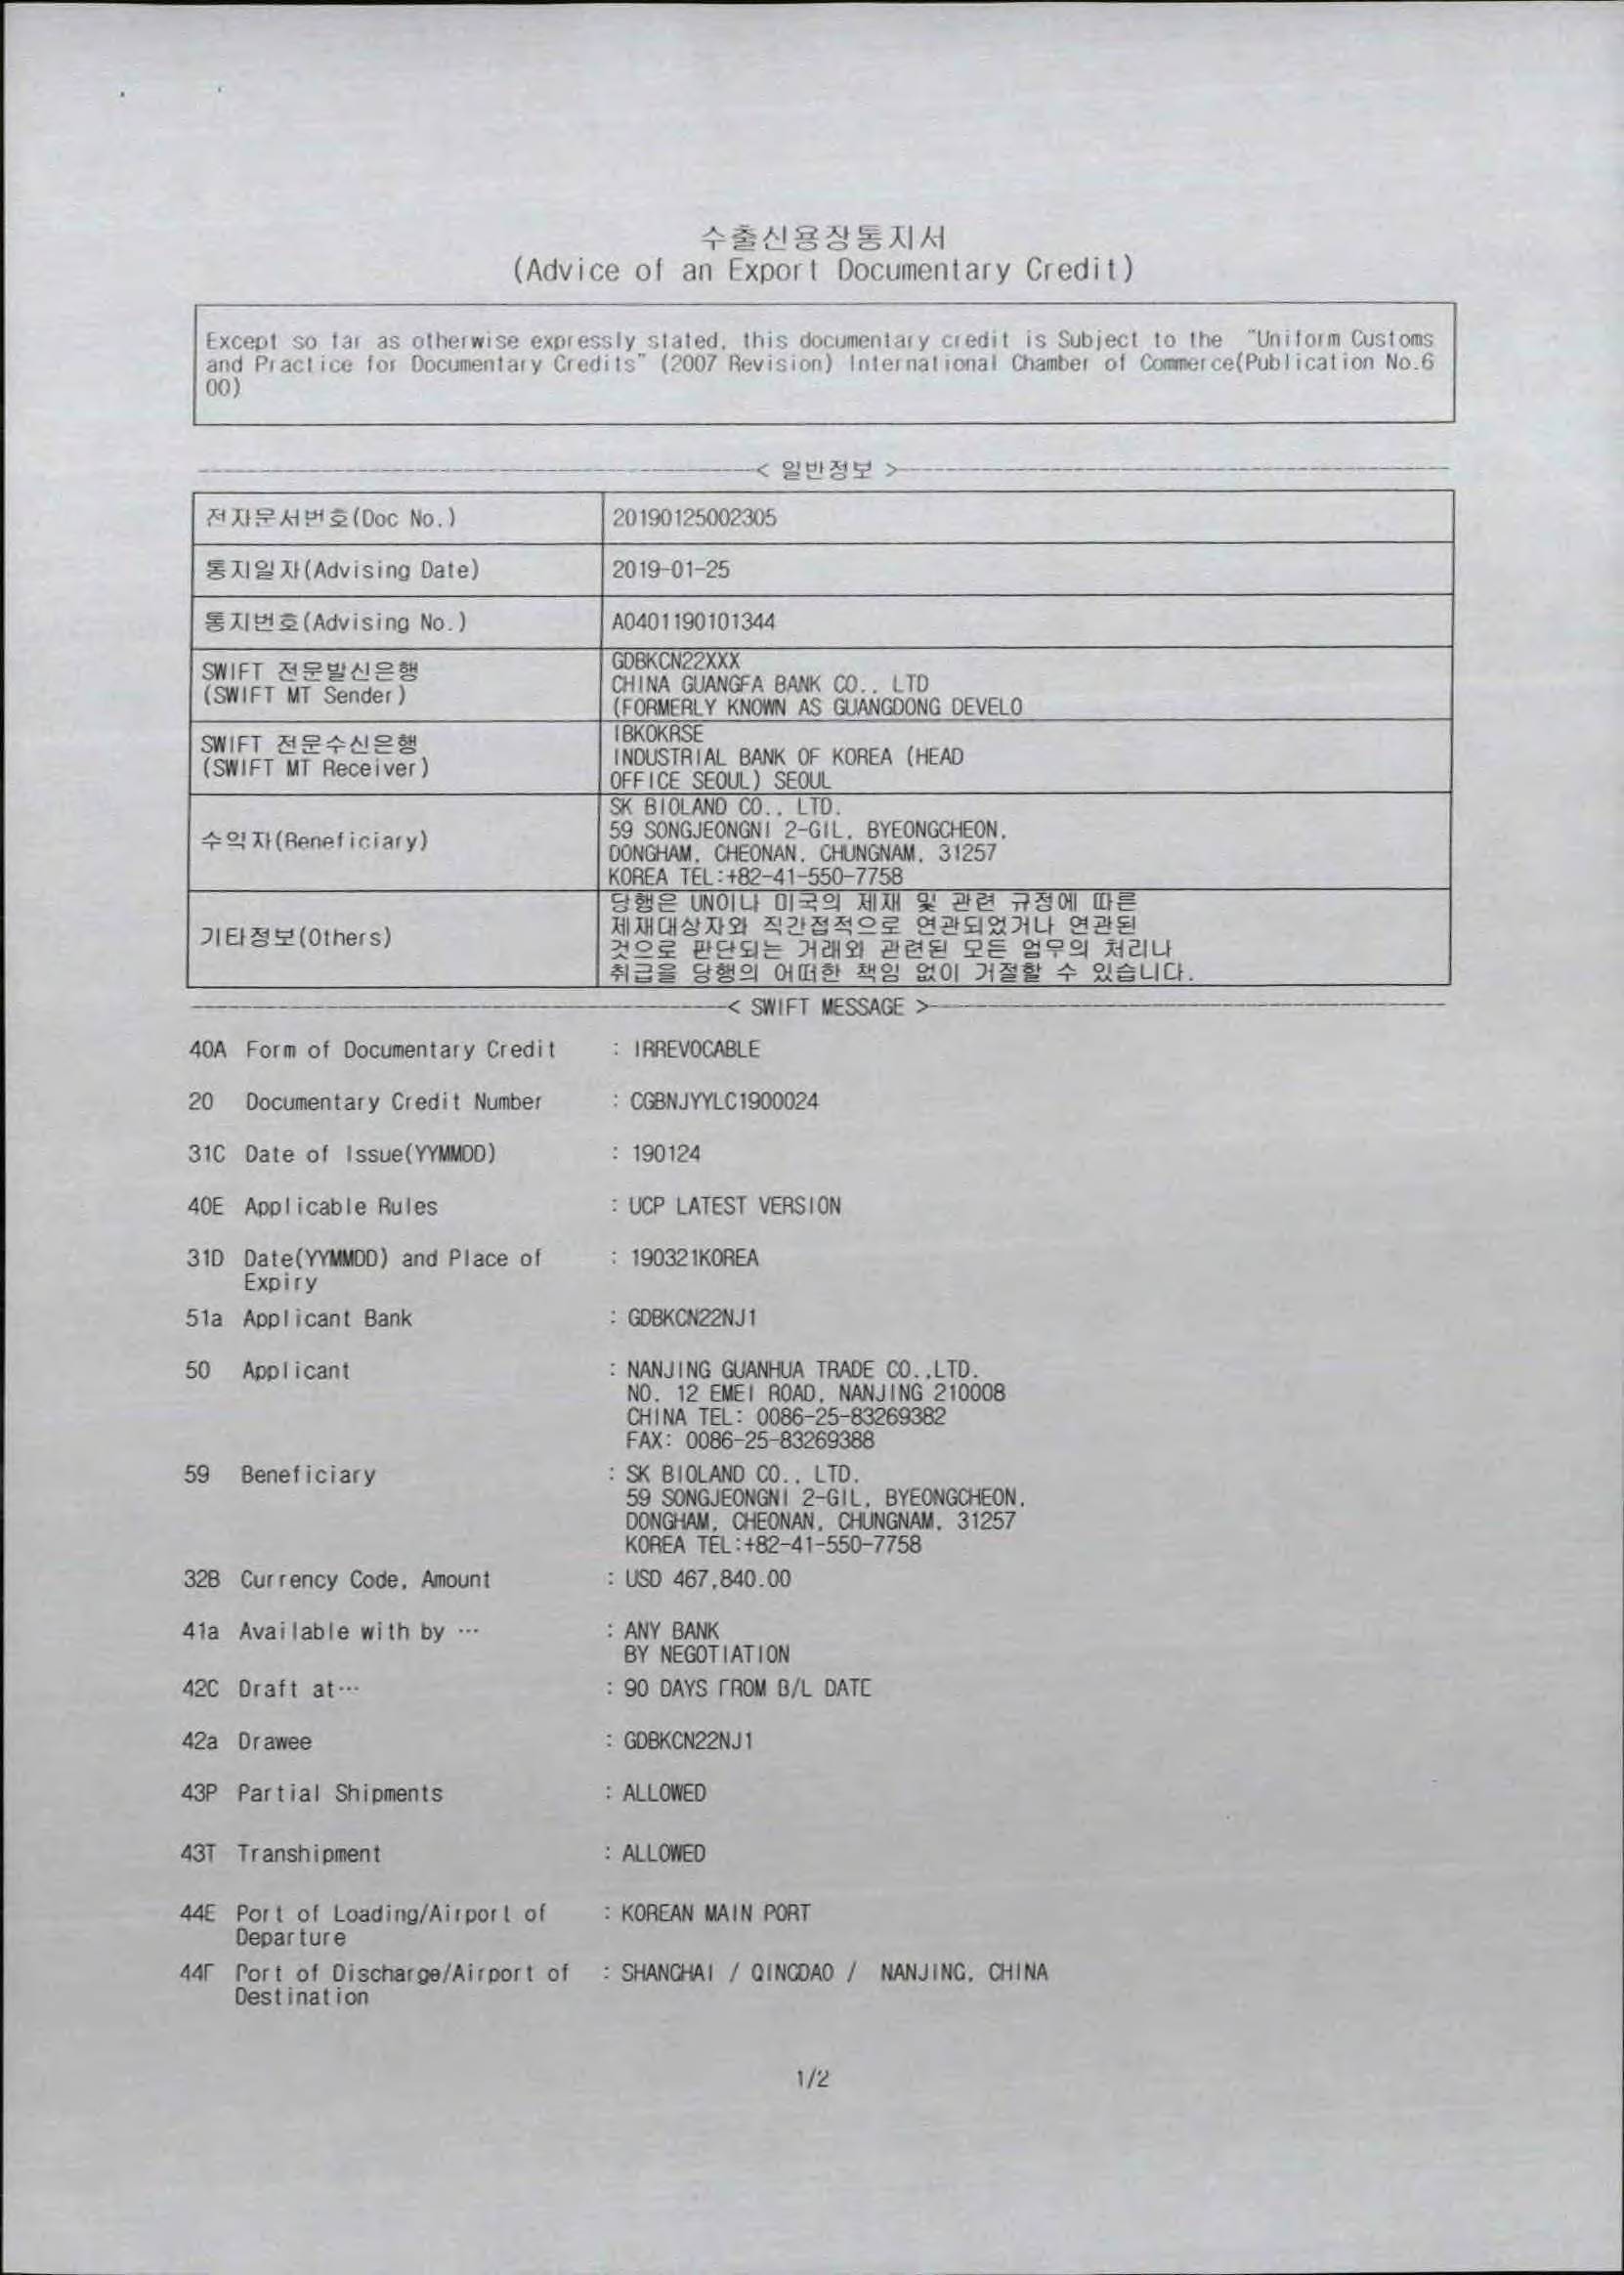 수출신용장통지서
(Advice of an Export Documentary Credit)
Except so far as otherwise expressly stated, this documentary credit is Subject to the "Uniform Customs
and Practice for Documentary Credits" (2007 Revision) International Chamber of Commerce(Publication No.6
00)
< 일반정보 >
전자문서번호(Doc No.) 20190125002305
통지일자(Advising Date) 2019-01-25
통지번호(Advising No.) A0401190101344
SWIFT 전문발신은행
(SWIFT MT Sender)
GDBKCN22XXX
CHINA GUANGFA BANK CO., LTD
(FORMERLY KNOWN AS GUANGDONG DEVELO
SWIFT 전문수신은행
(SWIFT MT Receiver)
IBKOKRSE
INDUSTRIAL BANK OF KOREA (HEAD
OFFICE SEOUL) SEOUL
수익자(Beneficiary)
SK BIOLAND CO., LTD.
59 SONGJEONGNI 2-GIL, BYEONGCHEON,
DONGHAM, CHEONAN, CHUNGNAM, 31257
KOREA TEL:+82-41-550-7758
기타정보(Others)
당행은 UN이나 미국의 제재 및 관련 규정에 따른
제재대상자와 직간접적으로 연관되었거나 연관된
것으로 판단되는 거래와 관련된 모든 업무의 처리나
취급을 당행의 어떠한 책임 없이 거절할 수 있습니다.
< SWIFT MESSAGE >
40A Form of Documentary Credit : IRREVOCABLE
20 Documentary Credit Number : CGBNJYYLC1900024
31C Date of Issue(YYMMDD) : 190124
40E Applicable Rules : UCP LATEST VERSION
31D Date(YYMMDD) and Place of : 190321KOREA
Expiry
51a Applicant Bank : GDBKCN22NJ1
50 Applicant : NANJING GUANHUA TRADE CO.,LTD.
NO. 12 EMEI ROAD, NANJING 210008
CHINA TEL: 0086-25-83269382
FAX: 0086-25-83269388
59 Beneficiary : SK BIOLAND CO., LTD.
59 SONGJEONGNI 2-GIL, BYEONGCHEON,
DONGHAM, CHEONAN, CHUNGNAM, 31257
KOREA TEL:+82-41-550-7758
32B Currency Code, Amount : USD 467,840.00
41a Available with by ··· : ANY BANK
BY NEGOTIATION
42C Draft at··· : 90 DAYS FROM B/L DATE
42a Drawee : GDBKCN22NJ1
43P Partial Shipments : ALLOWED
43T Transhipment : ALLOWED
44E Port of Loading/Airport of : KOREAN MAIN PORT
Departure
44F Port of Discharge/Airport of : SHANGHAI / QINGDAO / NANJING, CHINA
Destination
1/2